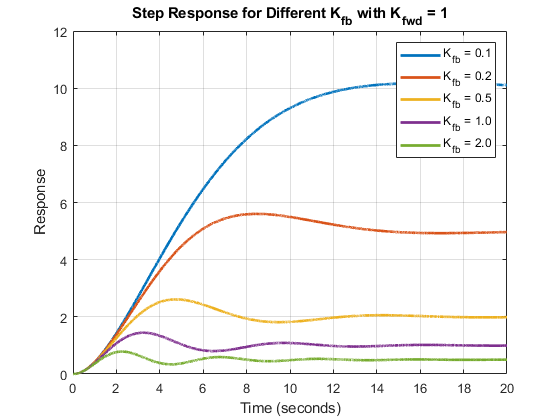 Step Response for Different K_fb with K_fwd = 1
12
10
8
6
4
2
0
Response
K_fb = 0.1
K_fb = 0.2
K_fb = 0.5
K_fb = 1.0
K_fb = 2.0
0 2 4 6 8 10 12 14 16 18 20
Time (seconds)